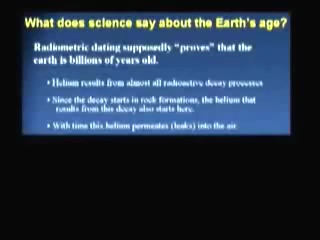 What does science say about the Earth's age?
Radiometric dating supposedly "proves" that the
earth is billions of years old.
• Helium results from almost all radioactive decay processes
• Since the decay starts in rock formations, the helium that
results from this decay also starts here.
• With time this helium permeates (leaks) into the air